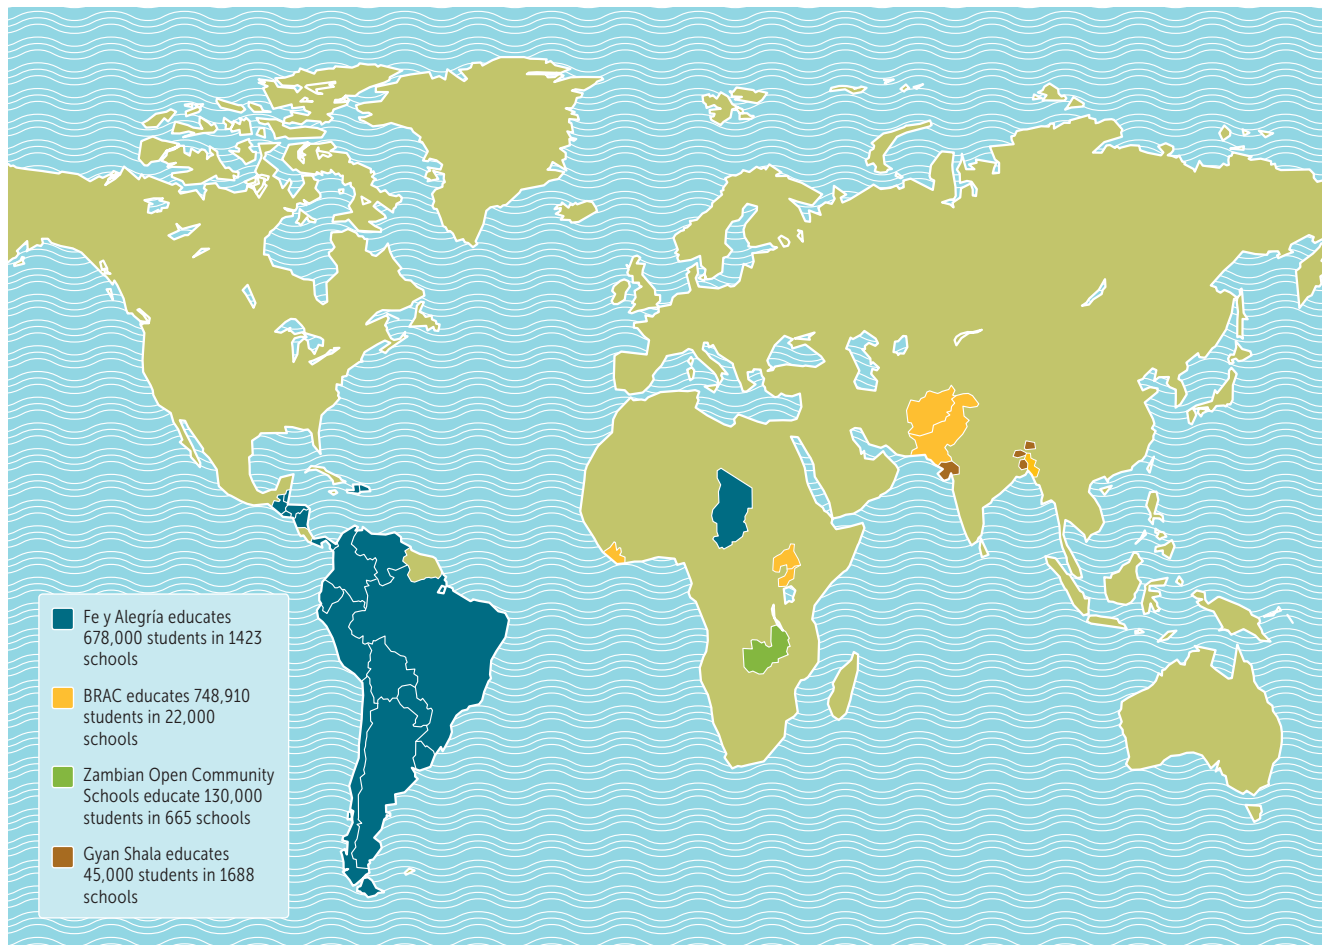 Fe y Alegría educates
678,000 students in 1423
schools
BRAC educates 748,910
students in 22,000
schools
Zambian Open Community
Schools educate 130,000
students in 665 schools
Gyan Shala educates
45,000 students in 1688
schools